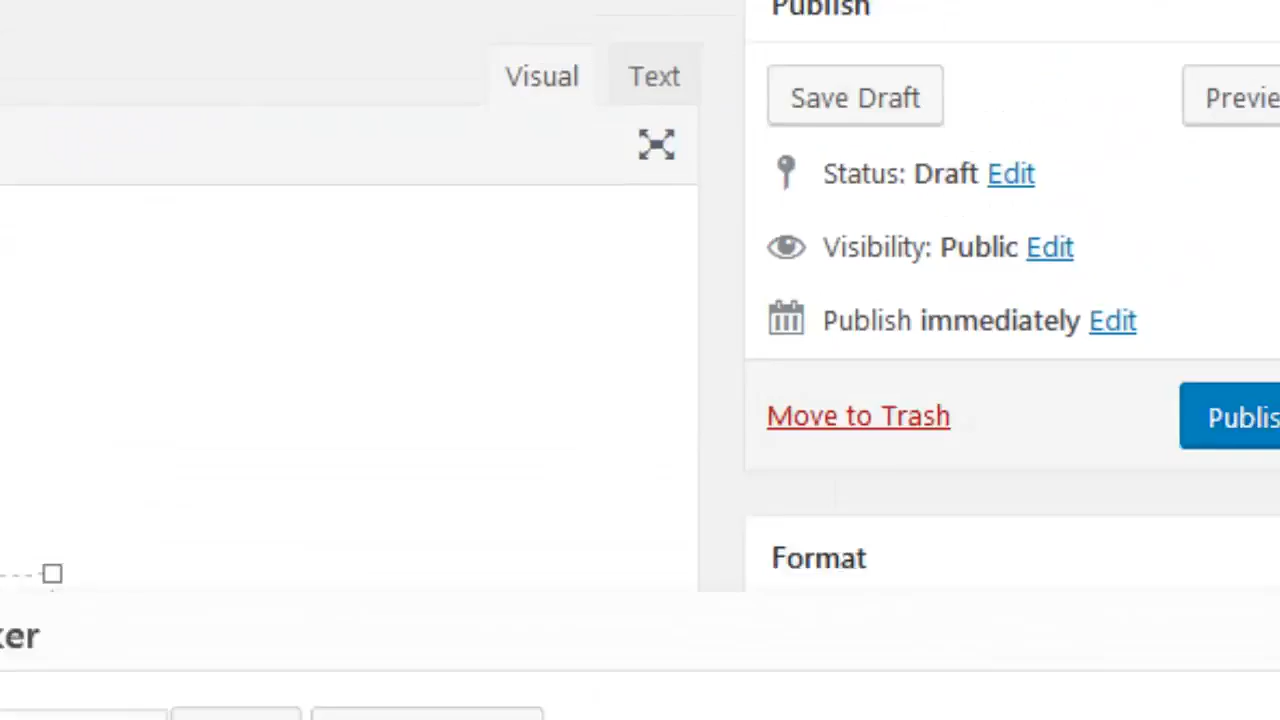 Publish
Visual Text
Save Draft
Status: Draft Edit
Visibility: Public Edit
Publish immediately Edit
Move to Trash
Format